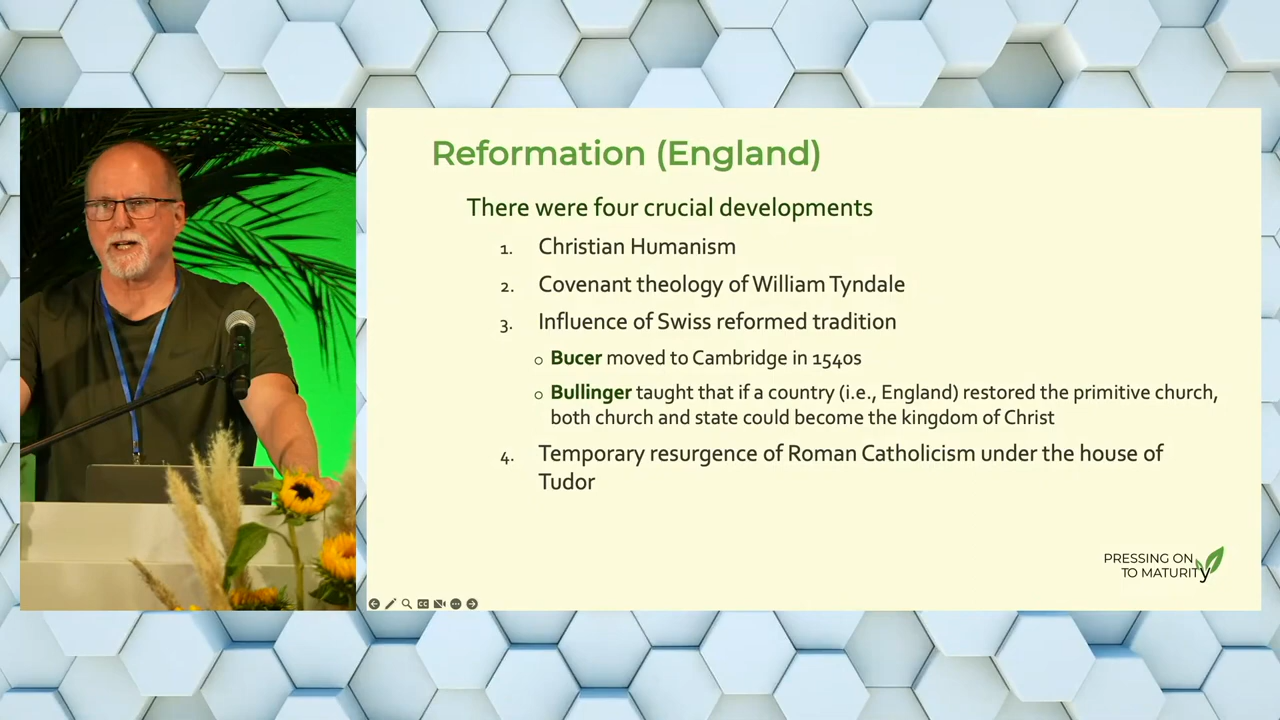 Reformation (England)
There were four crucial developments
1. Christian Humanism
2. Covenant theology of William Tyndale
3. Influence of Swiss reformed tradition
○ Bucer moved to Cambridge in 1540s
○ Bullinger taught that if a country (i.e., England) restored the primitive church,
both church and state could become the kingdom of Christ
4. Temporary resurgence of Roman Catholicism under the house of
Tudor
PRESSING ON
TO MATURITy